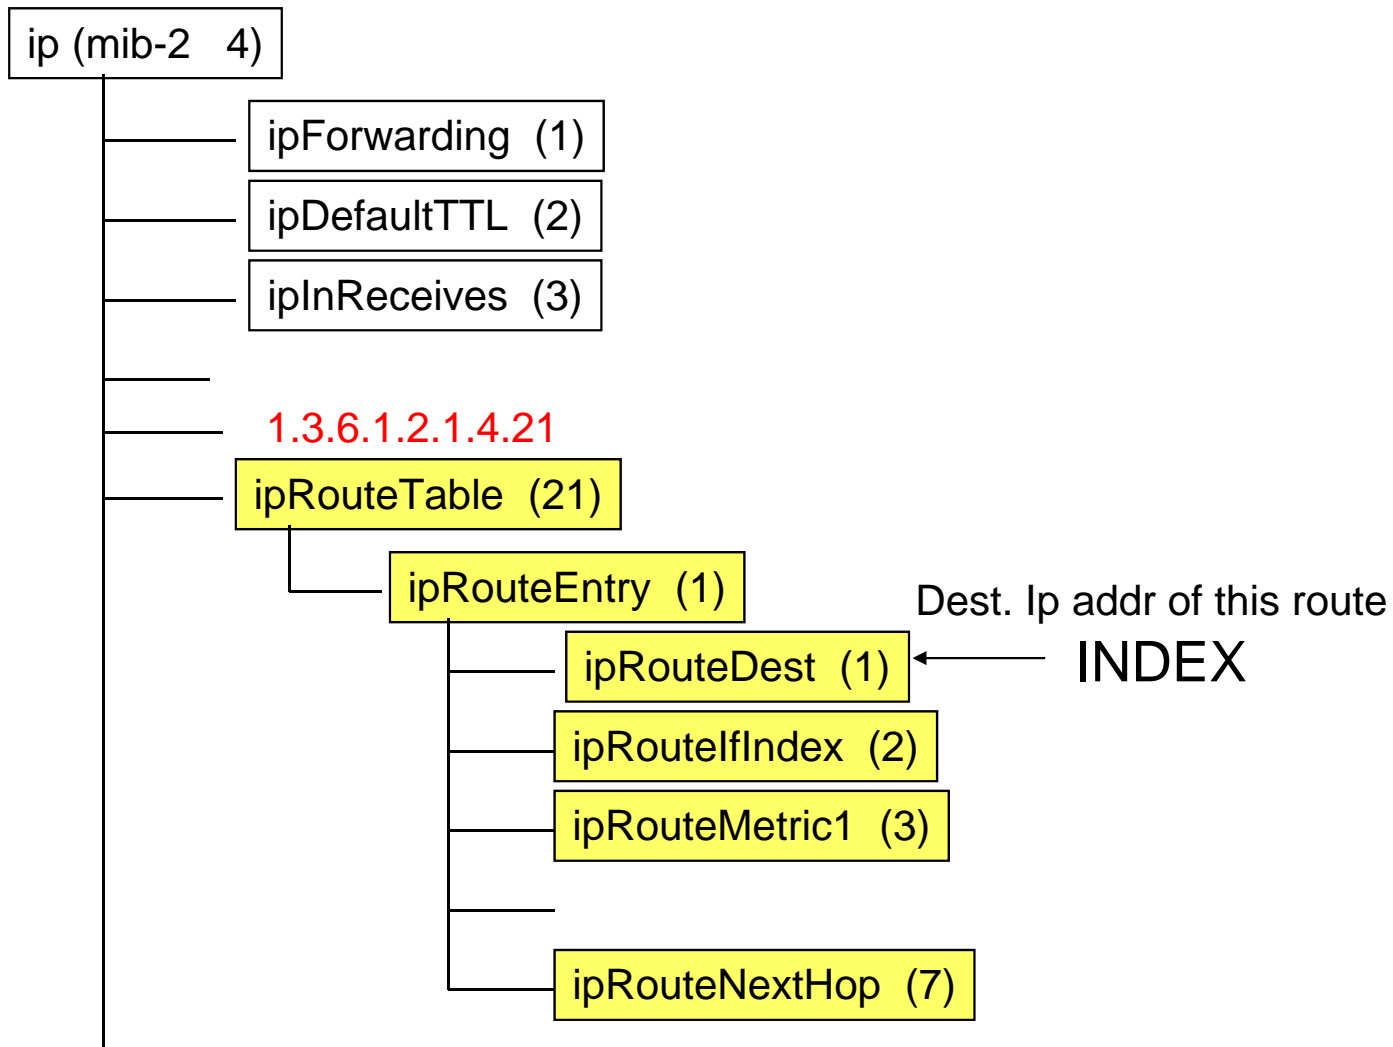 ip (mib-2 4)
ipForwarding (1)
ipDefaultTTL (2)
ipInReceives (3)
1.3.6.1.2.1.4.21
ipRouteTable (21)
ipRouteEntry (1)
Dest. Ip addr of this route
ipRouteDest (1)
INDEX
ipRouteIfIndex (2)
ipRouteMetric1 (3)
ipRouteNextHop (7)